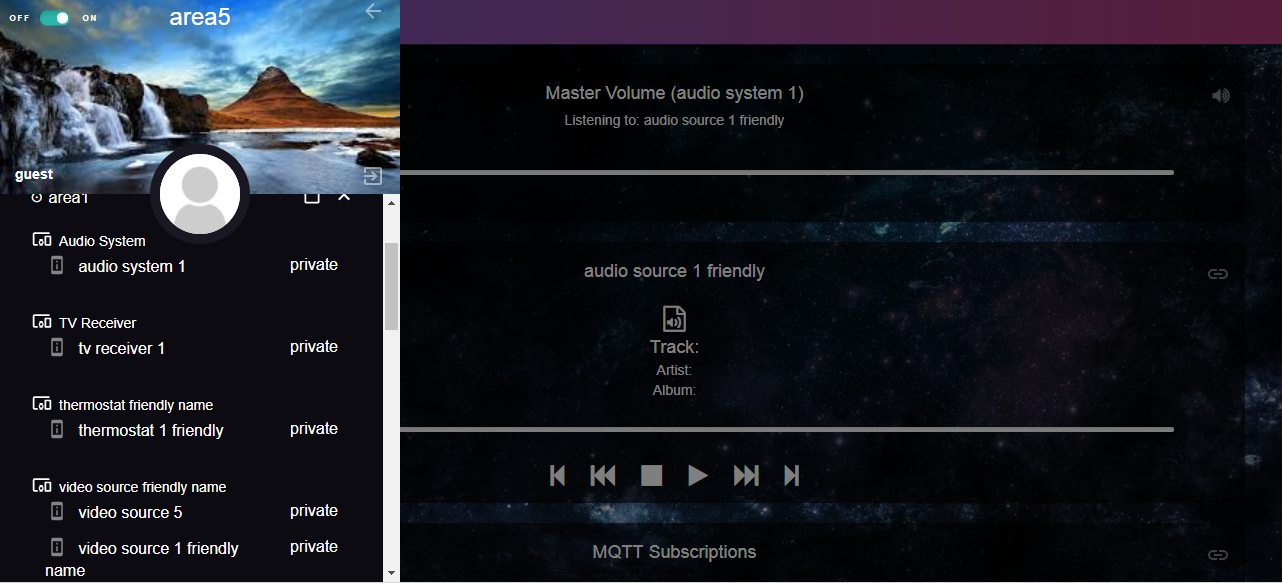 OFF ON
area5
guest
area1
Audio System
audio system 1 private
TV Receiver
tv receiver 1 private
thermostat friendly name
thermostat 1 friendly private
video source friendly name
video source 5 private
video source 1 friendly private
name
Master Volume (audio system 1)
Listening to: audio source 1 friendly
audio source 1 friendly
Track:
Artist:
Album:
MQTT Subscriptions